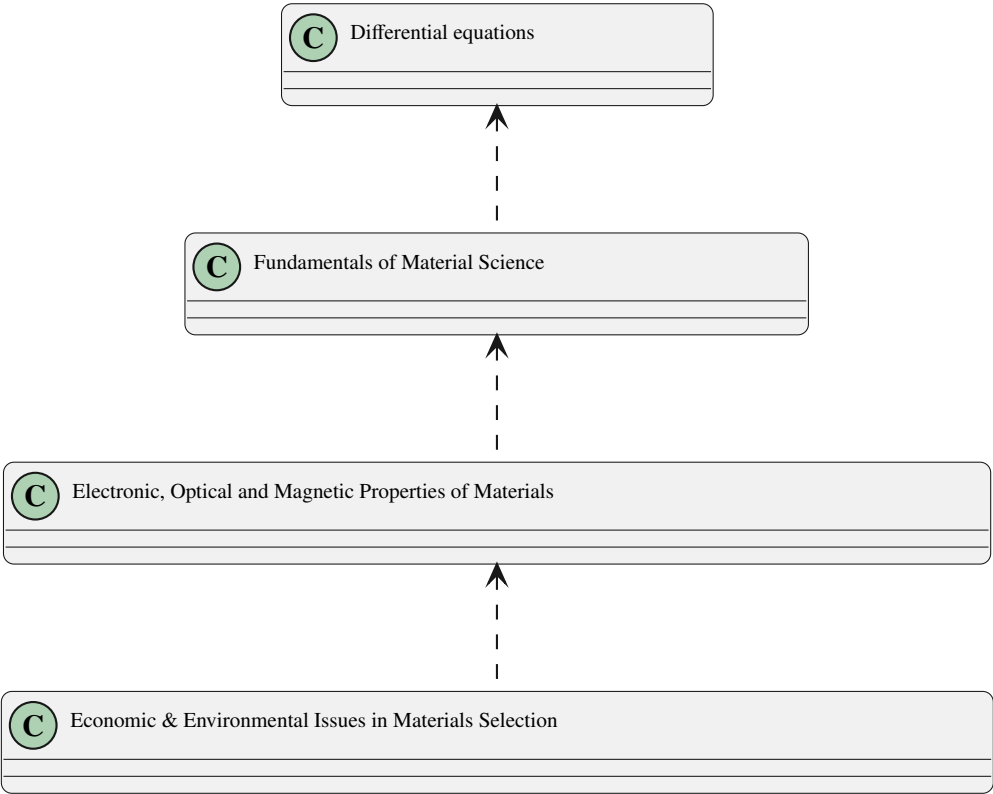 C Differential equations
C Fundamentals of Material Science
C Electronic, Optical and Magnetic Properties of Materials
C Economic & Environmental Issues in Materials Selection